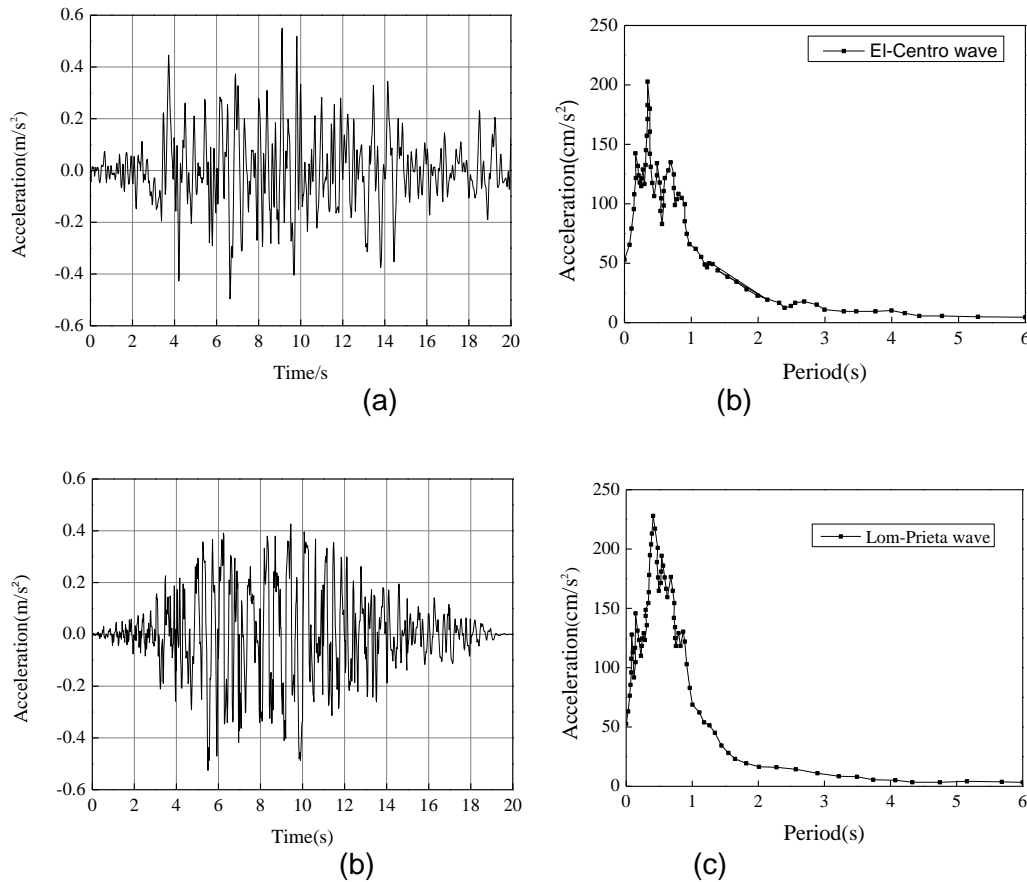 0.6
0.4
0.2
0.0
-0.2
-0.4
-0.6
Acceleration(m/s²)
0 2 4 6 8 10 12 14 16 18 20
Time/s
(a)
250
200
150
100
50
0
Acceleration(cm/s²)
El-Centro wave
0 1 2 3 4 5 6
Period(s)
(b)
0.6
0.4
0.2
0.0
-0.2
-0.4
-0.6
Acceleration(m/s²)
0 2 4 6 8 10 12 14 16 18 20
Time(s)
(b)
250
200
150
100
50
0
Acceleration(cm/s²)
Lom-Prieta wave
0 1 2 3 4 5 6
Period(s)
(c)